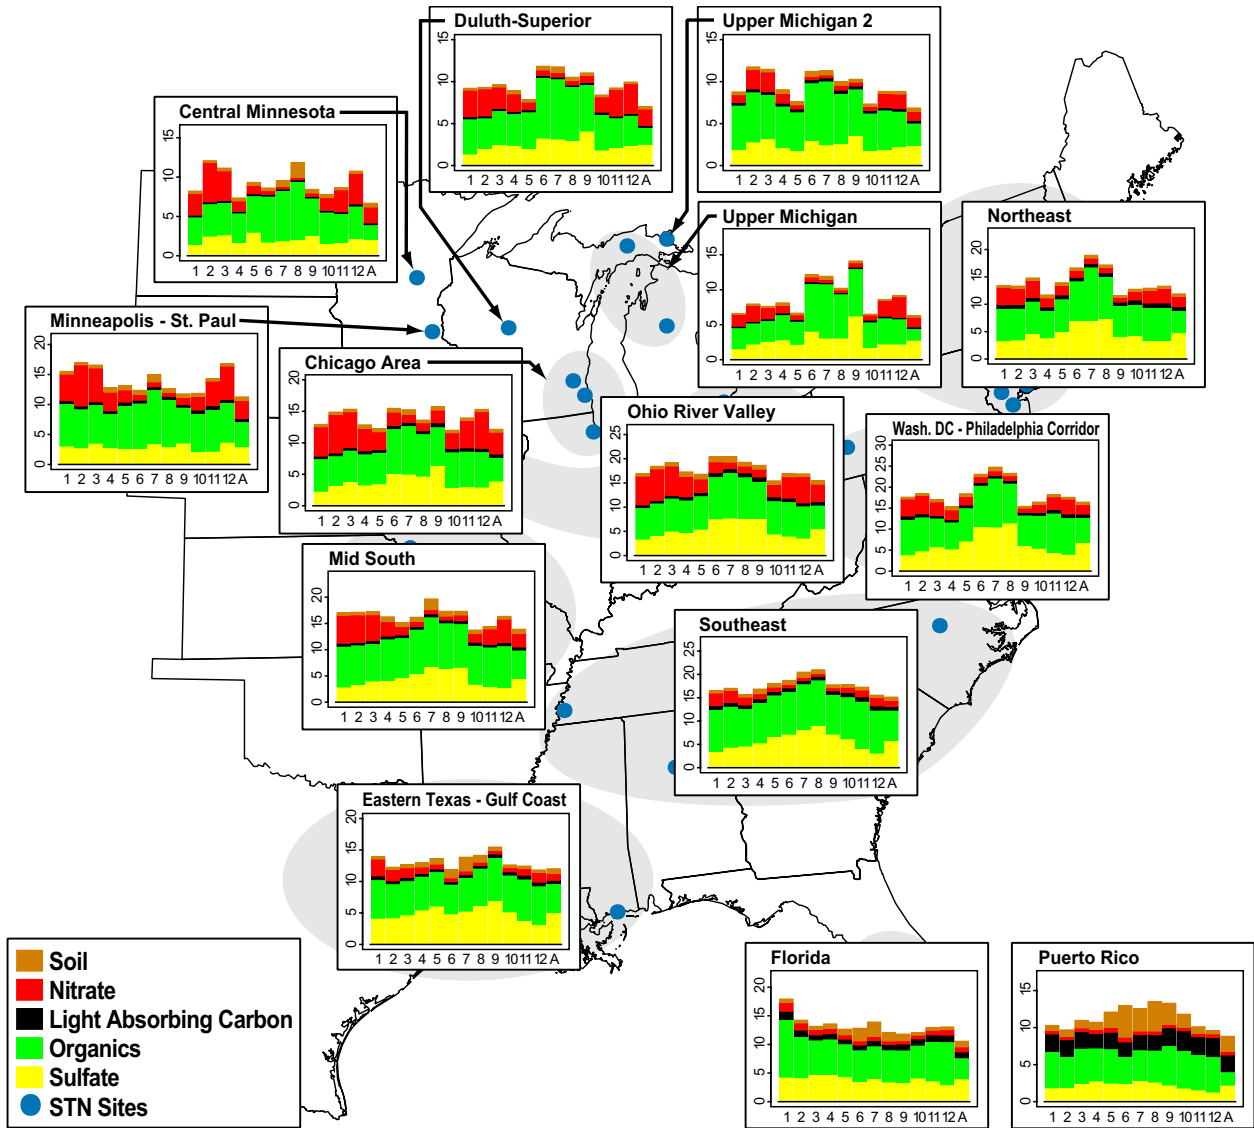 Duluth-Superior
15
10
5
0
1 2 3 4 5 6 7 8 9 10 11 12 A
Upper Michigan 2
15
10
5
0
1 2 3 4 5 6 7 8 9 10 11 12 A
Central Minnesota
15
10
5
0
1 2 3 4 5 6 7 8 9 10 11 12 A
Upper Michigan
15
10
5
0
1 2 3 4 5 6 7 8 9 10 11 12 A
Northeast
20
15
10
5
0
1 2 3 4 5 6 7 8 9 10 11 12 A
Minneapolis - St. Paul
20
15
10
5
0
1 2 3 4 5 6 7 8 9 10 11 12 A
Chicago Area
20
15
10
5
0
1 2 3 4 5 6 7 8 9 10 11 12 A
Ohio River Valley
25
20
15
10
5
0
1 2 3 4 5 6 7 8 9 10 11 12 A
Wash. DC - Philadelphia Corridor
30
25
20
15
10
5
0
1 2 3 4 5 6 7 8 9 10 11 12 A
Mid South
20
15
10
5
0
1 2 3 4 5 6 7 8 9 10 11 12 A
Southeast
25
20
15
10
5
0
1 2 3 4 5 6 7 8 9 10 11 12 A
Eastern Texas - Gulf Coast
20
15
10
5
0
1 2 3 4 5 6 7 8 9 10 11 12 A
Florida
20
15
10
5
0
1 2 3 4 5 6 7 8 9 10 11 12 A
Puerto Rico
15
10
5
0
1 2 3 4 5 6 7 8 9 10 11 12 A
Soil
Nitrate
Light Absorbing Carbon
Organics
Sulfate
STN Sites